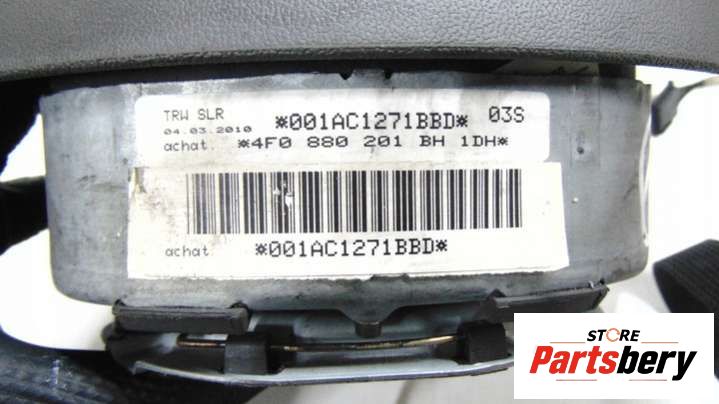 TRW SLR *001AC1271BBD* 03S
04.03.2010
achat. *4F0 880 201 BH 1DH*
achat *001AC1271BBD*
STORE
Partsbery